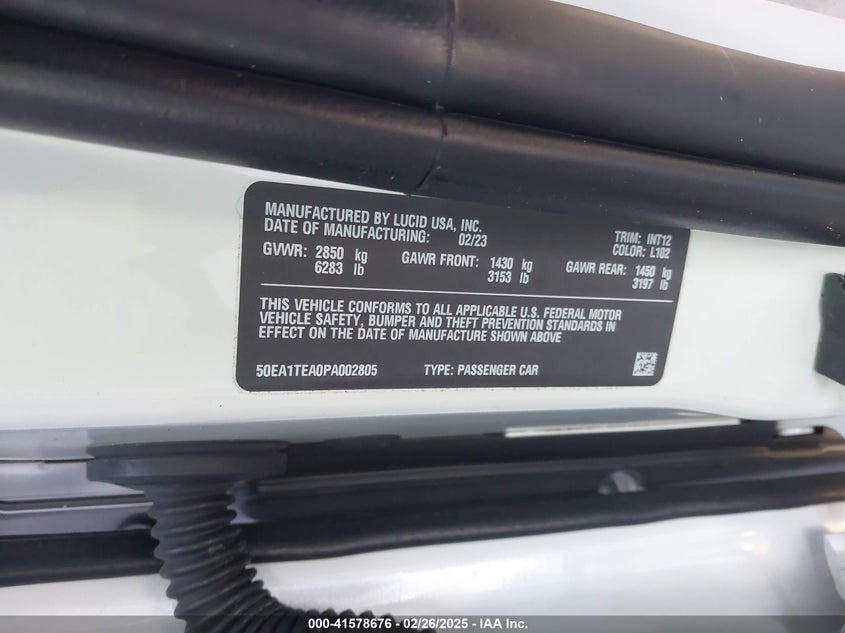 MANUFACTURED BY LUCID USA, INC.
DATE OF MANUFACTURING: 02/23
TRIM: INT12
COLOR: L102
GVWR: 2850 kg
6283 lb
GAWR FRONT: 1430 kg
3153 lb
GAWR REAR: 1450 kg
3197 lb
THIS VEHICLE CONFORMS TO ALL APPLICABLE U.S. FEDERAL MOTOR
VEHICLE SAFETY, BUMPER AND THEFT PREVENTION STANDARDS IN
EFFECT ON THE DATE OF MANUFACTURE SHOWN ABOVE
50EA1TEA0PA002805 TYPE: PASSENGER CAR
000-41578676 - 02/26/2025 - IAA Inc.